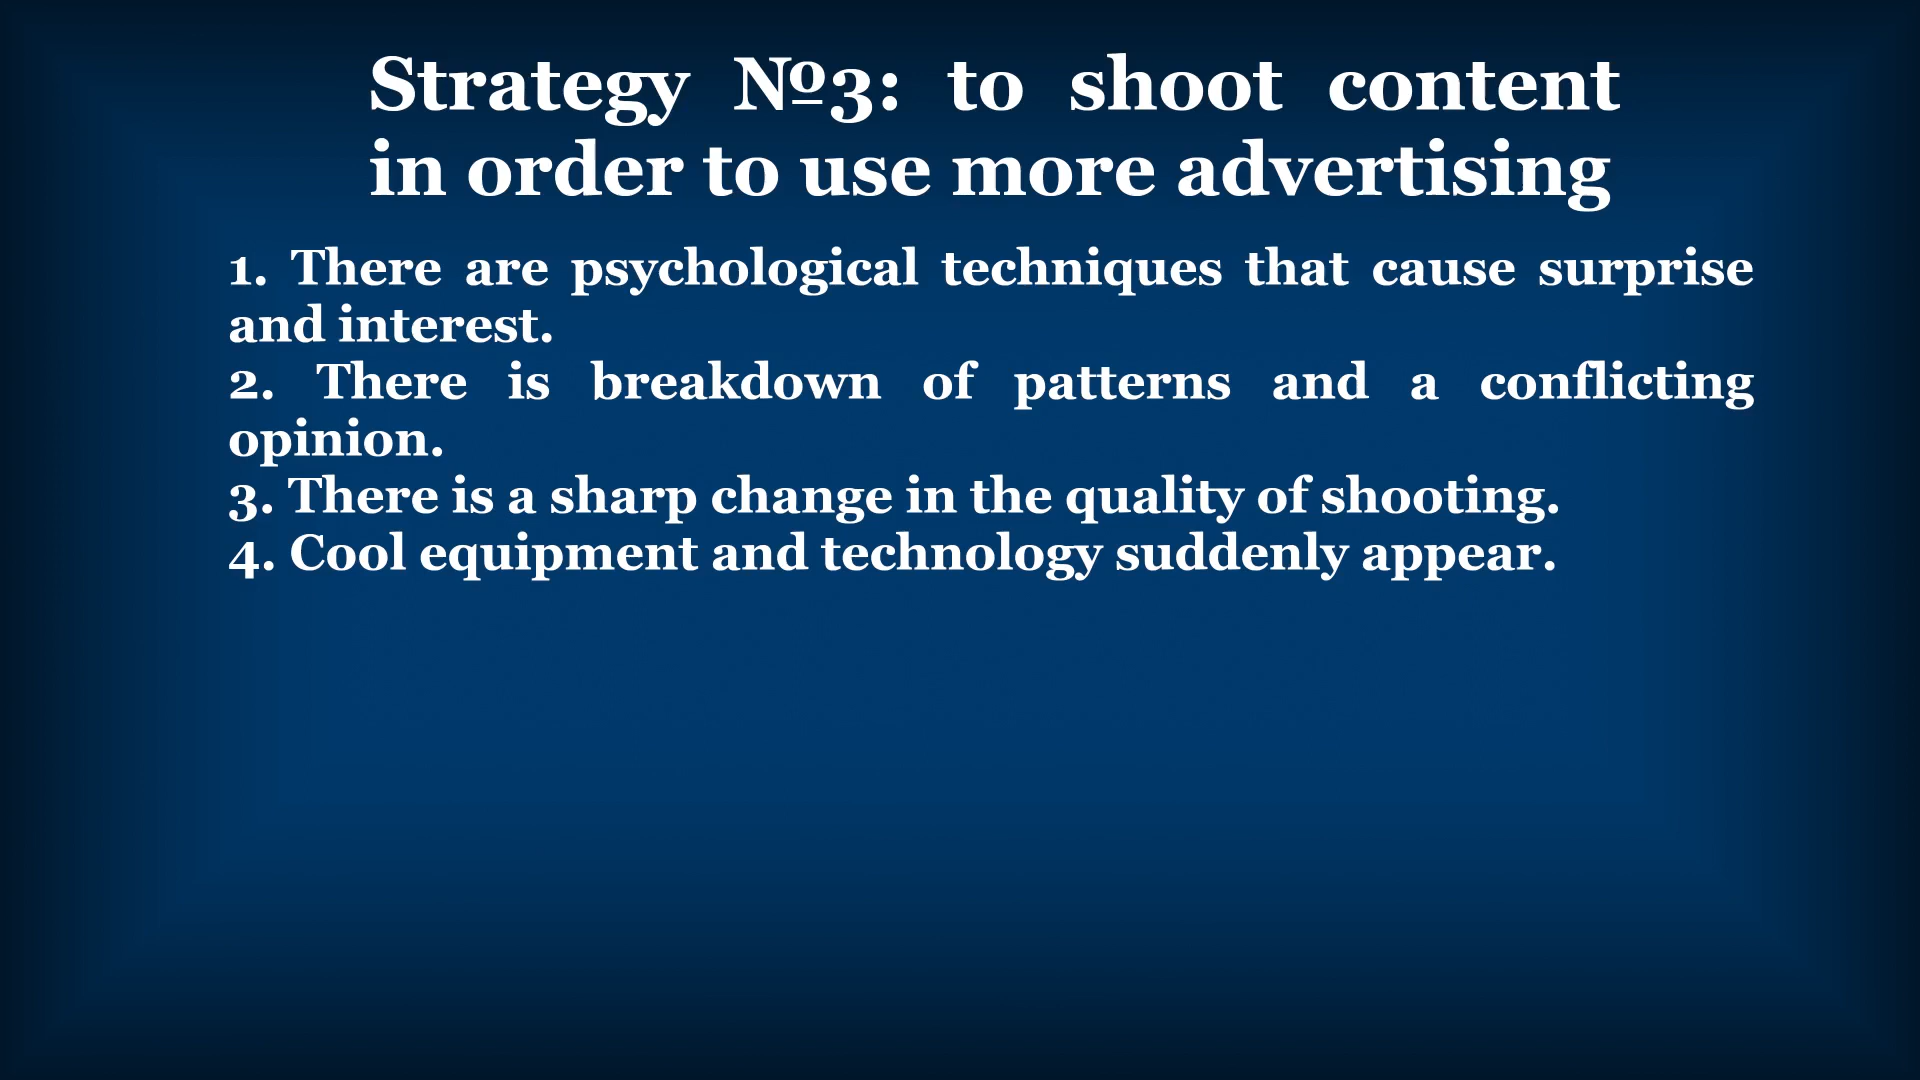 Strategy №3: to shoot content
in order to use more advertising
1. There are psychological techniques that cause surprise
and interest.
2. There is breakdown of patterns and a conflicting
opinion.
3. There is a sharp change in the quality of shooting.
4. Cool equipment and technology suddenly appear.